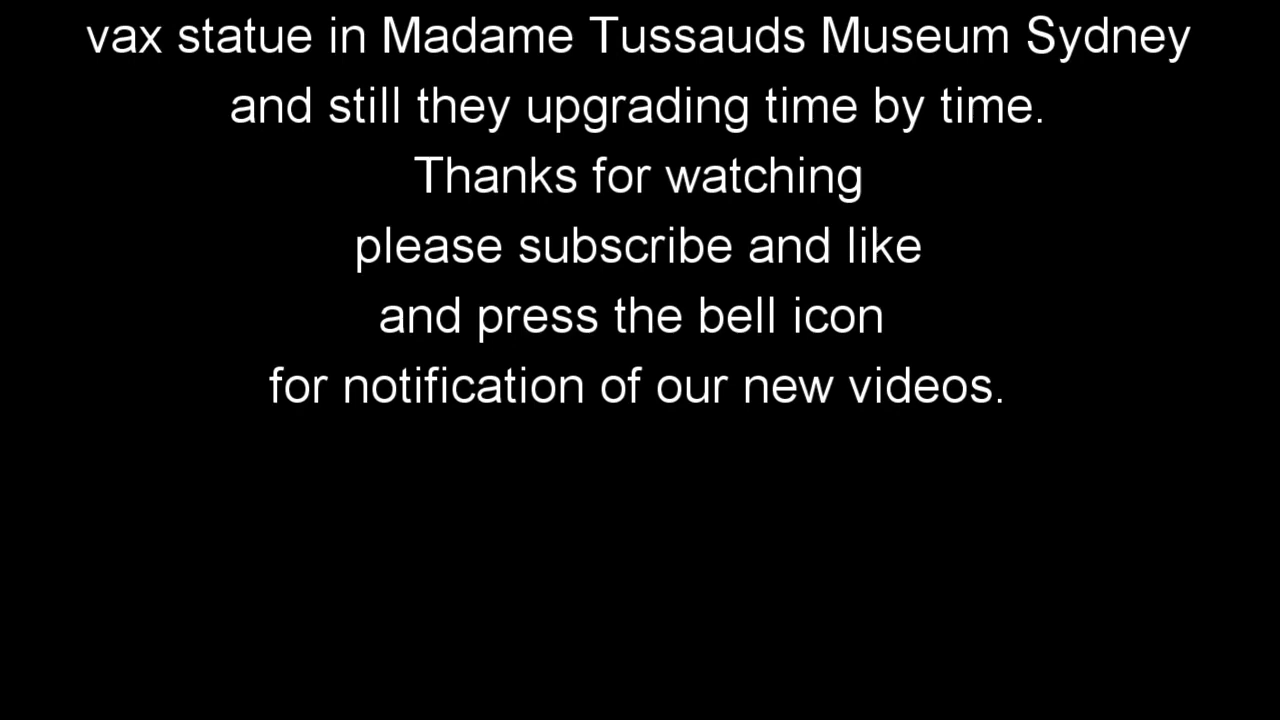 vax statue in Madame Tussauds Museum Sydney
and still they upgrading time by time.
Thanks for watching
please subscribe and like
and press the bell icon
for notification of our new videos.